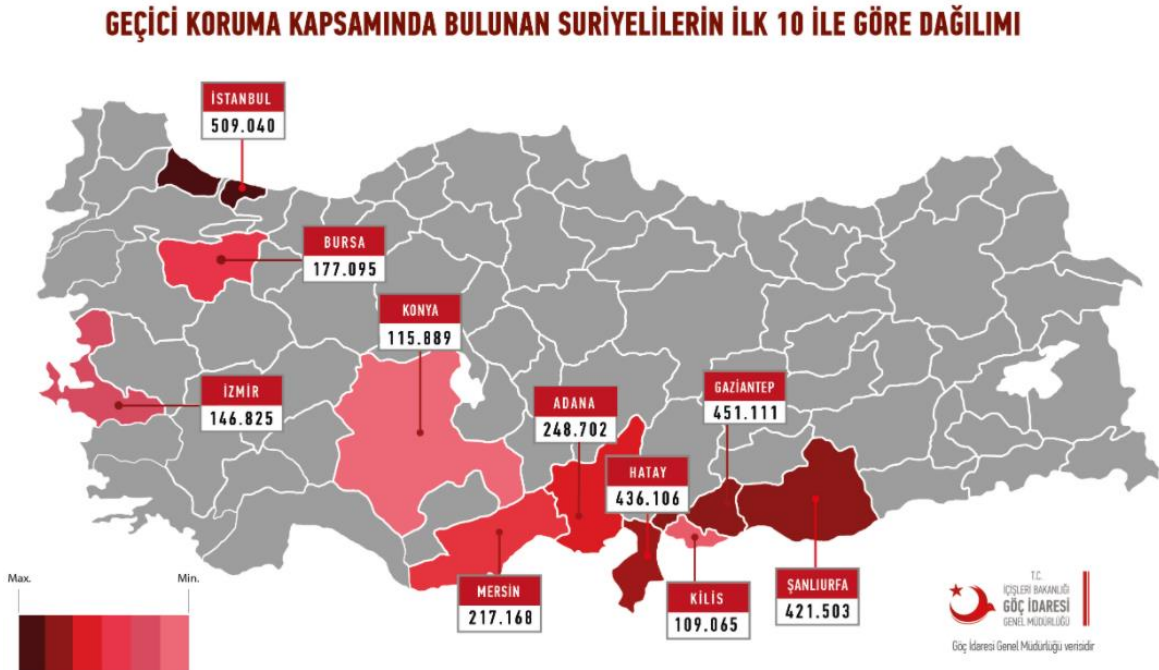 GEÇİCİ KORUMA KAPSAMINDA BULUNAN SURİYELİLERİN İLK 10 İLE GÖRE DAĞILIMI
İSTANBUL
509.040
BURSA
177.095
KONYA
115.889
İZMİR
146.825
ADANA
248.702
GAZİANTEP
451.111
HATAY
436.106
MERSİN
217.168
KİLİS
109.065
ŞANLIURFA
421.503
Max.
Min.
T.C.
İÇİŞLERİ BAKANLIĞI
GÖÇ İDARESİ
GENEL MÜDÜRLÜĞÜ
Göç İdaresi Genel Müdürlüğü verisidir